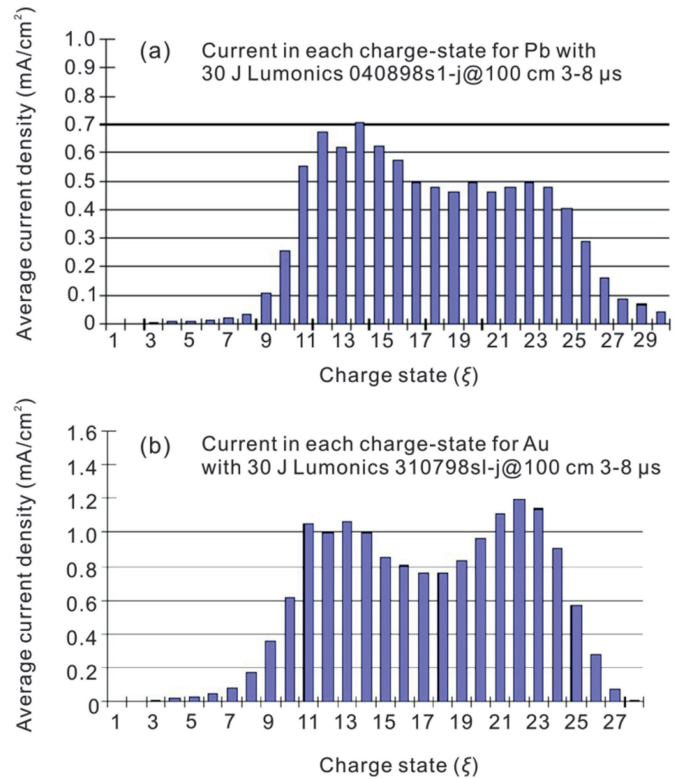 Average current density (mA/cm²)
1.0
0.9
0.8
0.7
0.6
0.5
0.4
0.3
0.2
0.1
0
(a) Current in each charge-state for Pb with
30 J Lumonics 040898s1-j@100 cm 3-8 μs
1 3 5 7 9 11 13 15 17 19 21 23 25 27 29
Charge state (ξ)
Average current density (mA/cm²)
1.6
1.4
1.2
1.0
0.8
0.6
0.4
0.2
0
(b) Current in each charge-state for Au
with 30 J Lumonics 310798sl-j@100 cm 3-8 μs
1 3 5 7 9 11 13 15 17 19 21 23 25 27
Charge state (ξ)